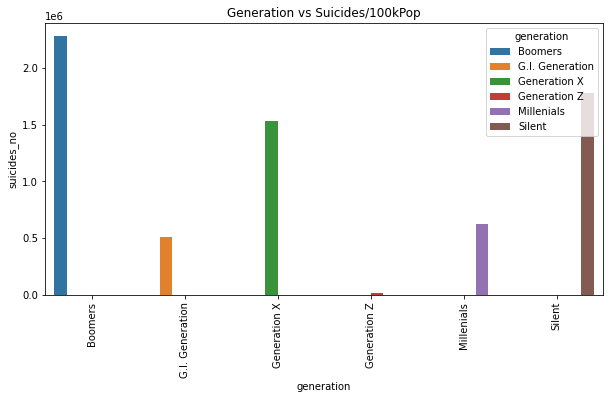 Generation vs Suicides/100kPop
1e6
generation
Boomers
G.I. Generation
Generation X
Generation Z
Millenials
Silent
2.0
1.5
1.0
0.5
0.0
suicides_no
Boomers
G.I. Generation
Generation X
Generation Z
Millenials
Silent
generation